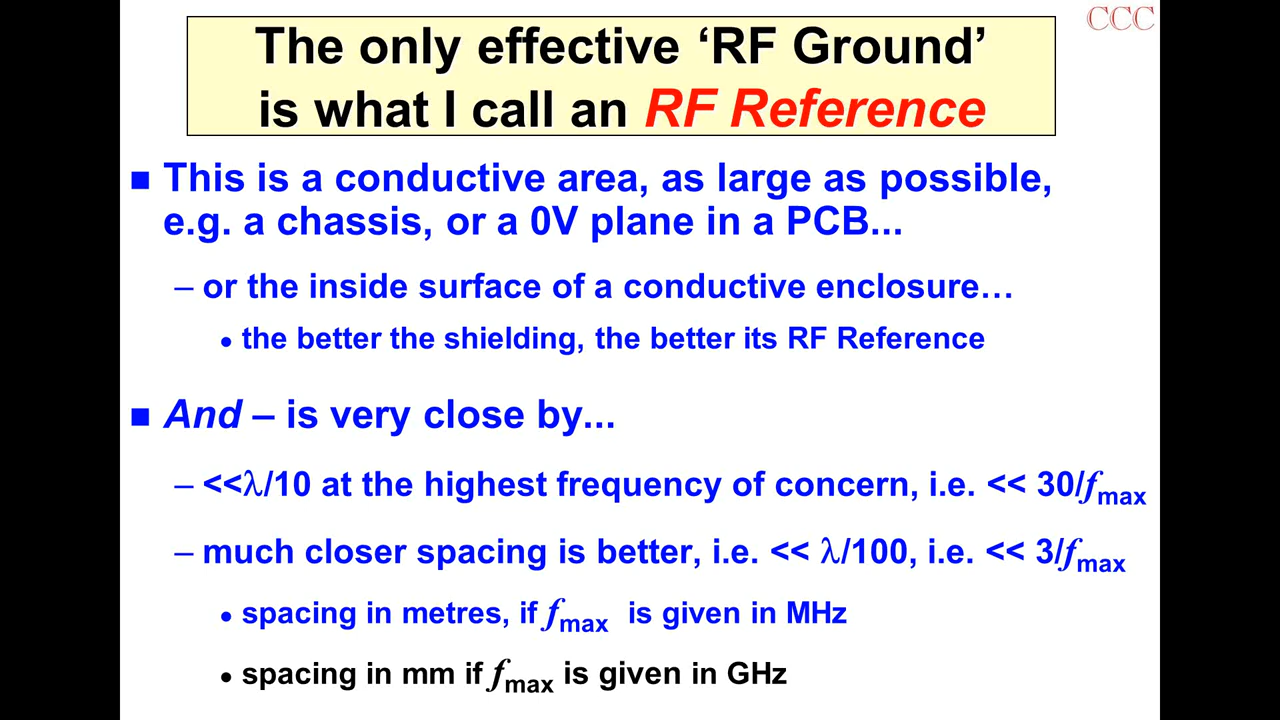 CCC
The only effective ‘RF Ground’
is what I call an RF Reference
■ This is a conductive area, as large as possible,
e.g. a chassis, or a 0V plane in a PCB...
– or the inside surface of a conductive enclosure…
• the better the shielding, the better its RF Reference
■ And – is very close by...
– <<λ/10 at the highest frequency of concern, i.e. << 30/fmax
– much closer spacing is better, i.e. << λ/100, i.e. << 3/fmax
• spacing in metres, if fmax is given in MHz
• spacing in mm if fmax is given in GHz